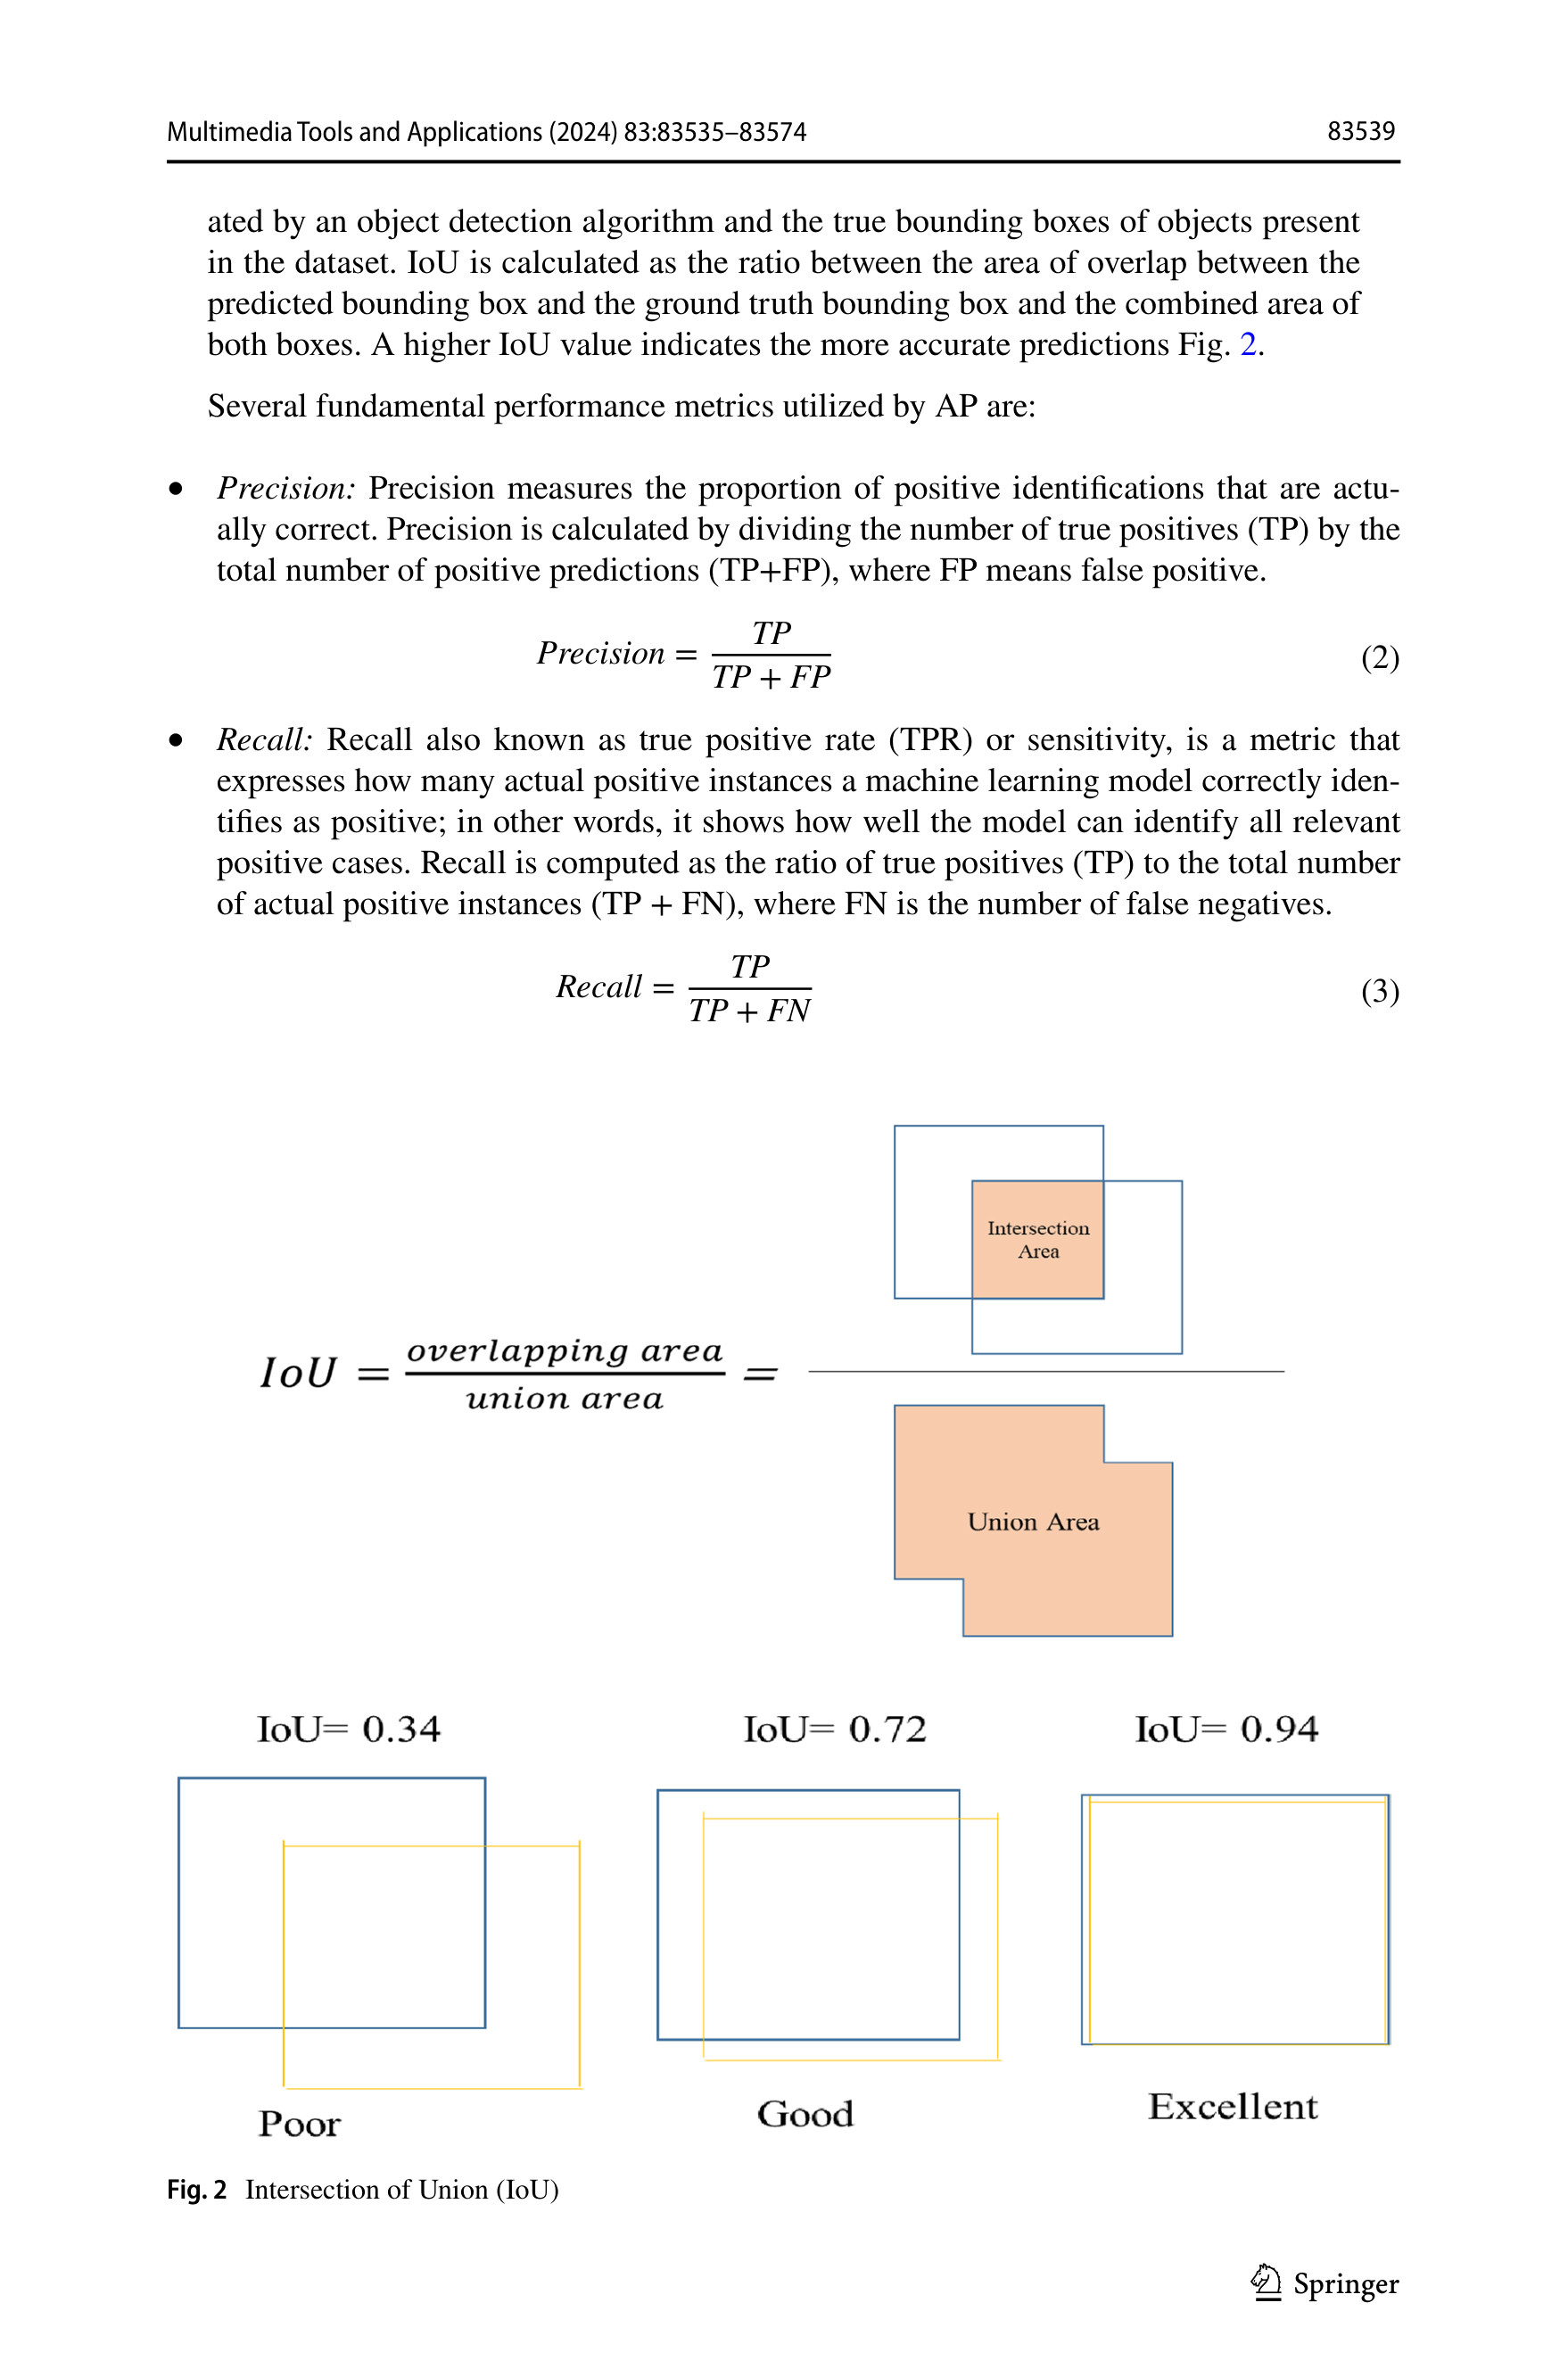 Multimedia Tools and Applications (2024) 83:83535–83574 83539
ated by an object detection algorithm and the true bounding boxes of objects present
in the dataset. IoU is calculated as the ratio between the area of overlap between the
predicted bounding box and the ground truth bounding box and the combined area of
both boxes. A higher IoU value indicates the more accurate predictions Fig. 2.
Several fundamental performance metrics utilized by AP are:
• Precision: Precision measures the proportion of positive identifications that are actu-
ally correct. Precision is calculated by dividing the number of true positives (TP) by the
total number of positive predictions (TP+FP), where FP means false positive.
Precision = TP / TP + FP (2)
• Recall: Recall also known as true positive rate (TPR) or sensitivity, is a metric that
expresses how many actual positive instances a machine learning model correctly iden-
tifies as positive; in other words, it shows how well the model can identify all relevant
positive cases. Recall is computed as the ratio of true positives (TP) to the total number
of actual positive instances (TP + FN), where FN is the number of false negatives.
Recall = TP / TP + FN (3)
Intersection
Area
IoU = overlapping area / union area =
Union Area
IoU= 0.34 IoU= 0.72 IoU= 0.94
Poor Good Excellent
Fig. 2 Intersection of Union (IoU)
Springer